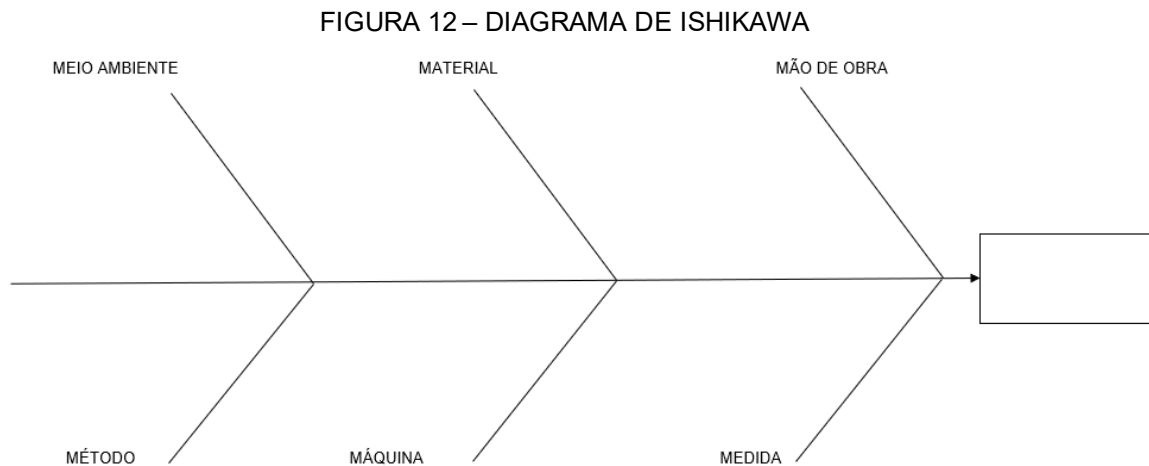 FIGURA 12 – DIAGRAMA DE ISHIKAWA
MEIO AMBIENTE
MATERIAL
MÃO DE OBRA
MÉTODO
MÁQUINA
MEDIDA